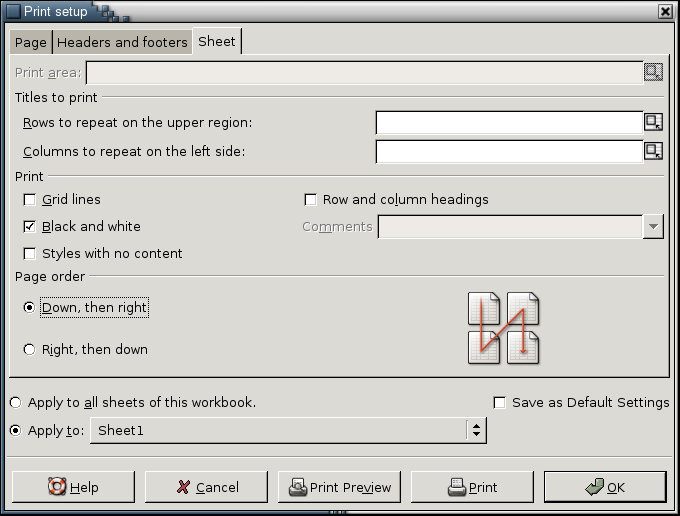 Print setup
Page Headers and footers Sheet
Print area:
Titles to print
Rows to repeat on the upper region:
Columns to repeat on the left side:
Print
Grid lines Row and column headings
Black and white Comments
Styles with no content
Page order
Down, then right
Right, then down
Apply to all sheets of this workbook. Save as Default Settings
Apply to: Sheet1
Help Cancel Print Preview Print OK